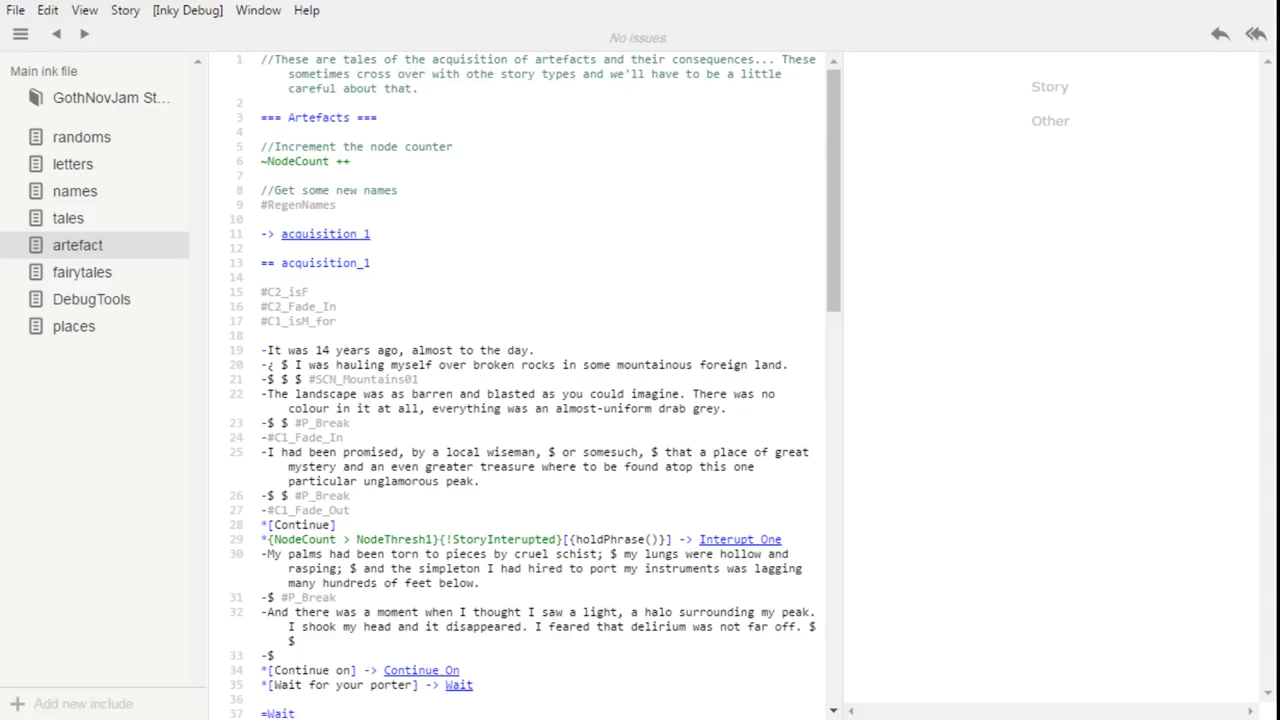 File Edit View Story [Inky Debug] Window Help
No issues.
Main ink file
GothNovJam St...
randoms
letters
names
tales
artefact
fairytales
DebugTools
places
Add new include
1 //These are tales of the acquisition of artefacts and their consequences... These
sometimes cross over with othe story types and we'll have to be a little
careful about that.
2
3 === Artefacts ===
4
5 //Increment the node counter
6 ~NodeCount ++
7
8 //Get some new names
9 #RegenNames
10
11 -> acquisition_1
12
13 == acquisition_1
14
15 #C2_isF
16 #C2_Fade_In
17 #C1_isM_for
18
19 -It was 14 years ago, almost to the day.
20 -¿ $ I was hauling myself over broken rocks in some mountainous foreign land.
21 -$ $ $ #SCN_Mountains01
22 -The landscape was as barren and blasted as you could imagine. There was no
colour in it at all, everything was an almost-uniform drab grey.
23 -$ $ #P_Break
24 -#C1_Fade_In
25 -I had been promised, by a local wiseman, $ or somesuch, $ that a place of great
mystery and an even greater treasure where to be found atop this one
particular unglamorous peak.
26 -$ $ #P_Break
27 -#C1_Fade_Out
28 *[Continue]
29 *{NodeCount > NodeThresh1}{!StoryInterupted}[{holdPhrase()}] -> Interupt_One
30 -My palms had been torn to pieces by cruel schist; $ my lungs were hollow and
rasping; $ and the simpleton I had hired to port my instruments was lagging
many hundreds of feet below.
31 -$ #P_Break
32 -And there was a moment when I thought I saw a light, a halo surrounding my peak.
I shook my head and it disappeared. I feared that delirium was not far off. $
$
33 -$
34 *[Continue on] -> Continue_On
35 *[Wait for your porter] -> Wait
36
37 =Wait
Story
Other